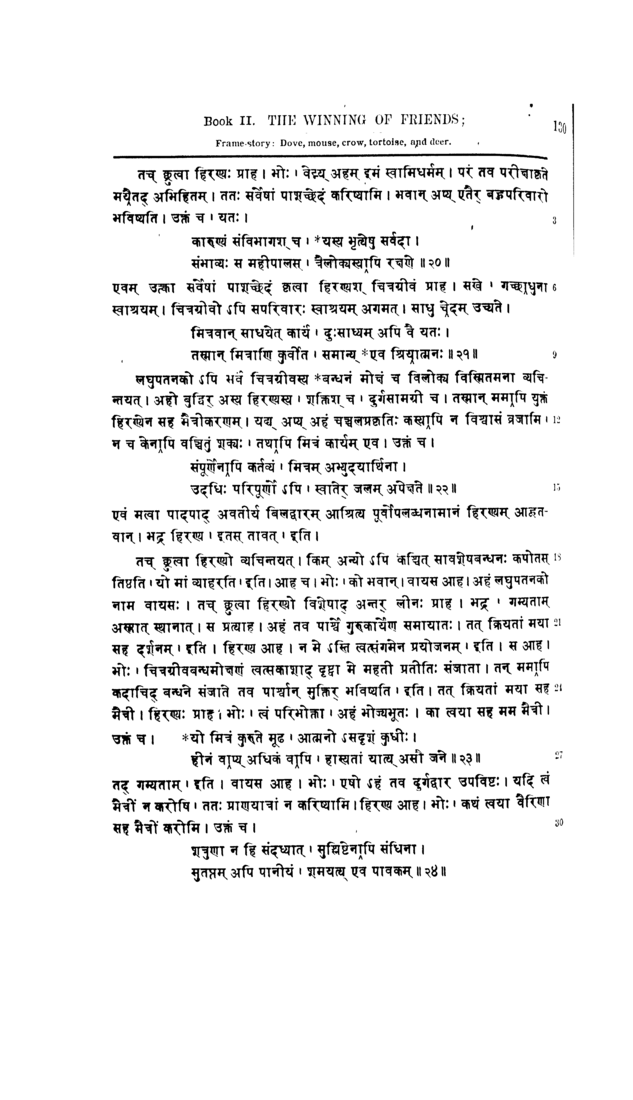 Book II. THE WINNING OF FRIENDS;
130
Frame-story: Dove, mouse, crow, tortoise, and deer.
तच् छ्रुत्वा हिरण्यः प्राह। भोः। वेद्म्य् अहम् इमं स्वामिधर्मम्। परं तव परीक्षाकृते
मयैतद् अभिहितम्। ततः सर्वेषां पाशच्छेदं करिष्यामि। भवान् अप्य् एतैर् बहुपरिवारो
भविष्यति। उक्तं च। यतः। 3
कारुण्यं संविभागश् च। *यस्य भृत्येषु सर्वदा।
संभाव्यः स महीपालस्। त्रैलोक्यस्यापि रक्षणे॥२०॥
एवम् उत्का सर्वेषां पाशच्छेदं कृत्वा हिरण्यश् चित्रग्रीवं प्राह। सखे। गच्छाधुना 6
स्वाश्रयम्। चित्रग्रीवो ऽपि सपरिवारः स्वाश्रयम् अगमत्। साधु चेदम् उच्यते।
मित्रवान् साधयेत् कार्यं। दुःसाध्यम् अपि वै यतः।
तस्मान् मित्राणि कुर्वीत। समान्य् *एव श्रियात्मनः॥२१॥ 9
लघुपतनको ऽपि सर्वं चित्रग्रीवस्य *बन्धनं मोक्षं च विलोक्य विस्मितमना व्यचि-
न्तयत्। अहो बुद्धिर् अस्य हिरण्यस्य। शक्तिश् च। दुर्गसामग्री च। तस्मान् ममापि युक्तं
हिरण्येन सह मैत्रीकरणम्। यद्य् अप्य् अहं चञ्चलप्रकृतिः कस्यापि न विश्वासं व्रजामि। 12
न च केनापि वञ्चितुं शक्यः। तथापि मित्रं कार्यम् एव। उक्तं च।
संपूर्णेनापि कर्तव्यं। मित्रम् अभ्युदयार्थिना।
उदधिः परिपूर्णो ऽपि। स्वातेर् जलम् अपेक्षते॥२२॥ 15
एवं मत्वा पादपाद् अवतीर्य बिलद्वारम् आश्रित्य पूर्वोपलब्धनामानं हिरण्यम् आहूत-
वान्। भद्र हिरण्य। इतस् तावत्। इति।
तच् छ्रुत्वा हिरण्यो व्यचिन्तयत्। किम् अन्यो ऽपि कश्चित् सावशेषबन्धनः कपोतस् 18
तिष्ठति। यो मां व्याहरति। इति। आह च। भोः। को भवान्। वायस आह। अहं लघुपतनको
नाम वायसः। तच् छ्रुत्वा हिरण्यो विशेषाद् अन्तर् लीनः प्राह। भद्र। गम्यताम्
अस्मात् स्थानात्। स प्रत्याह। अहं तव पार्श्वे गुरुकार्येण समायातः। तत् क्रियतां मया 21
सह दर्शनम्। इति। हिरण्य आह। न मे ऽस्ति त्वत्संगमेन प्रयोजनम्। इति। स आह।
भोः। चित्रग्रीवबन्धमोक्षणं त्वत्सकाशाद् दृष्ट्वा मे महती प्रतीतिः संजाता। तन् ममापि
कदाचिद् बन्धने संजाते तव पार्श्वान् मुक्तिर् भविष्यति। इति। तत् क्रियतां मया सह 24
मैत्री। हिरण्यः प्राह। भोः। त्वं परिभोक्ता। अहं भोज्यभूतः। का त्वया सह मम मैत्री।
उक्तं च। *यो मित्रं कुरुते मूढ। आत्मनो ऽसदृशं कुधीः।
हीनं वाप्य् अधिकं वापि। हास्यतां यात्य् असौ जने॥२३॥ 27
तद् गम्यताम्। इति। वायस आह। भोः। एषो ऽहं तव दुर्गद्वार उपविष्टः। यदि त्वं
मैत्रीं न करोषि। ततः प्राणयात्रां न करिष्यामि। हिरण्य आह। भोः। कथं त्वया वैरिणा
सह मैत्रीं करोमि। उक्तं च। 30
शत्रुणा न हि संदध्यात्। सुश्लिष्टेनापि संधिना।
सुतप्तम् अपि पानीयं। शमयत्य् एव पावकम्॥२४॥